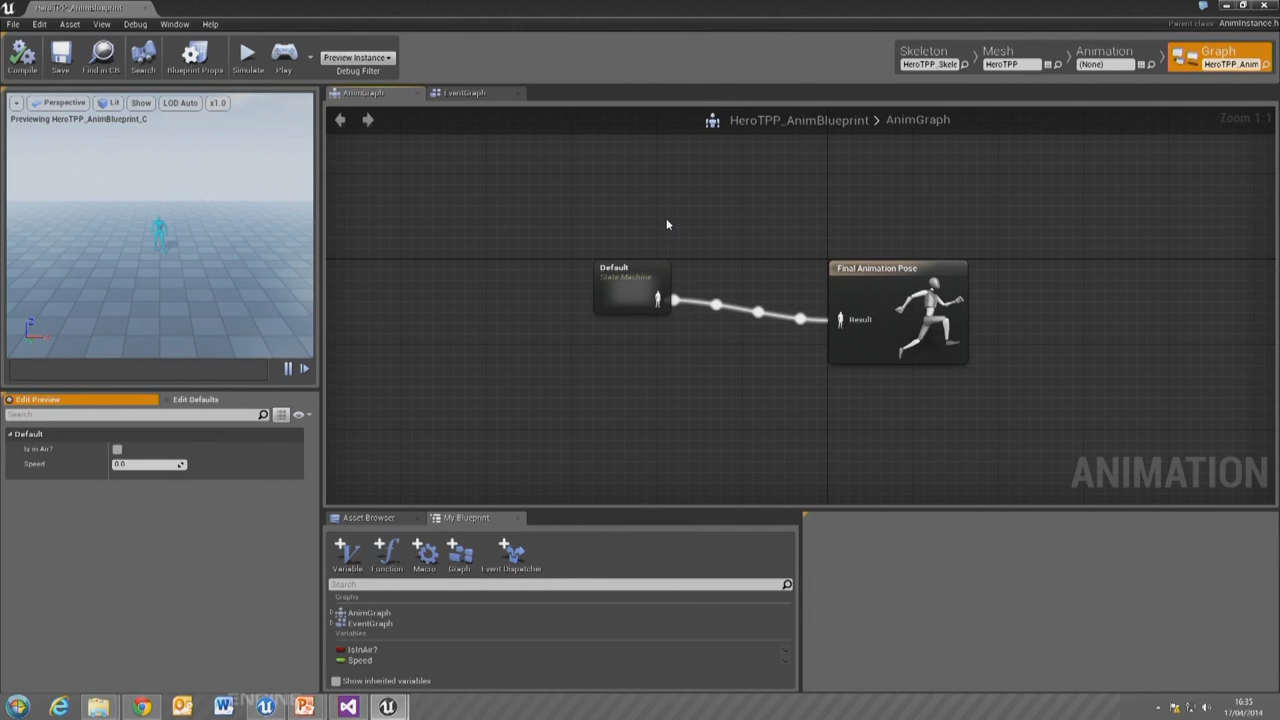 HeroTPP_AnimBlueprint
File Edit Asset View Debug Window Help
Parent class: AnimInstance.h
Compile Save Find in CB Search Blueprint Props Simulate Play
Preview Instance
Debug Filter
Skeleton
HeroTPP_Skele
Mesh
HeroTPP
Animation
(None)
Graph
HeroTPP_Anim
Perspective Lit Show LOD Auto x1.0
Previewing HeroTPP_AnimBlueprint_C
AnimGraph EventGraph
HeroTPP_AnimBlueprint > AnimGraph
Zoom 1:1
Default
State Machine
Final Animation Pose
Result
ANIMATION
Z
Edit Preview Edit Defaults
Search
Default
Is in Air?
Speed 0.0
Asset Browser My Blueprint
Variable Function Macro Graph Event Dispatcher
Search
Graphs
AnimGraph
EventGraph
Variables
IsInAir?
Speed
Show inherited variables
16:35
17/04/2014